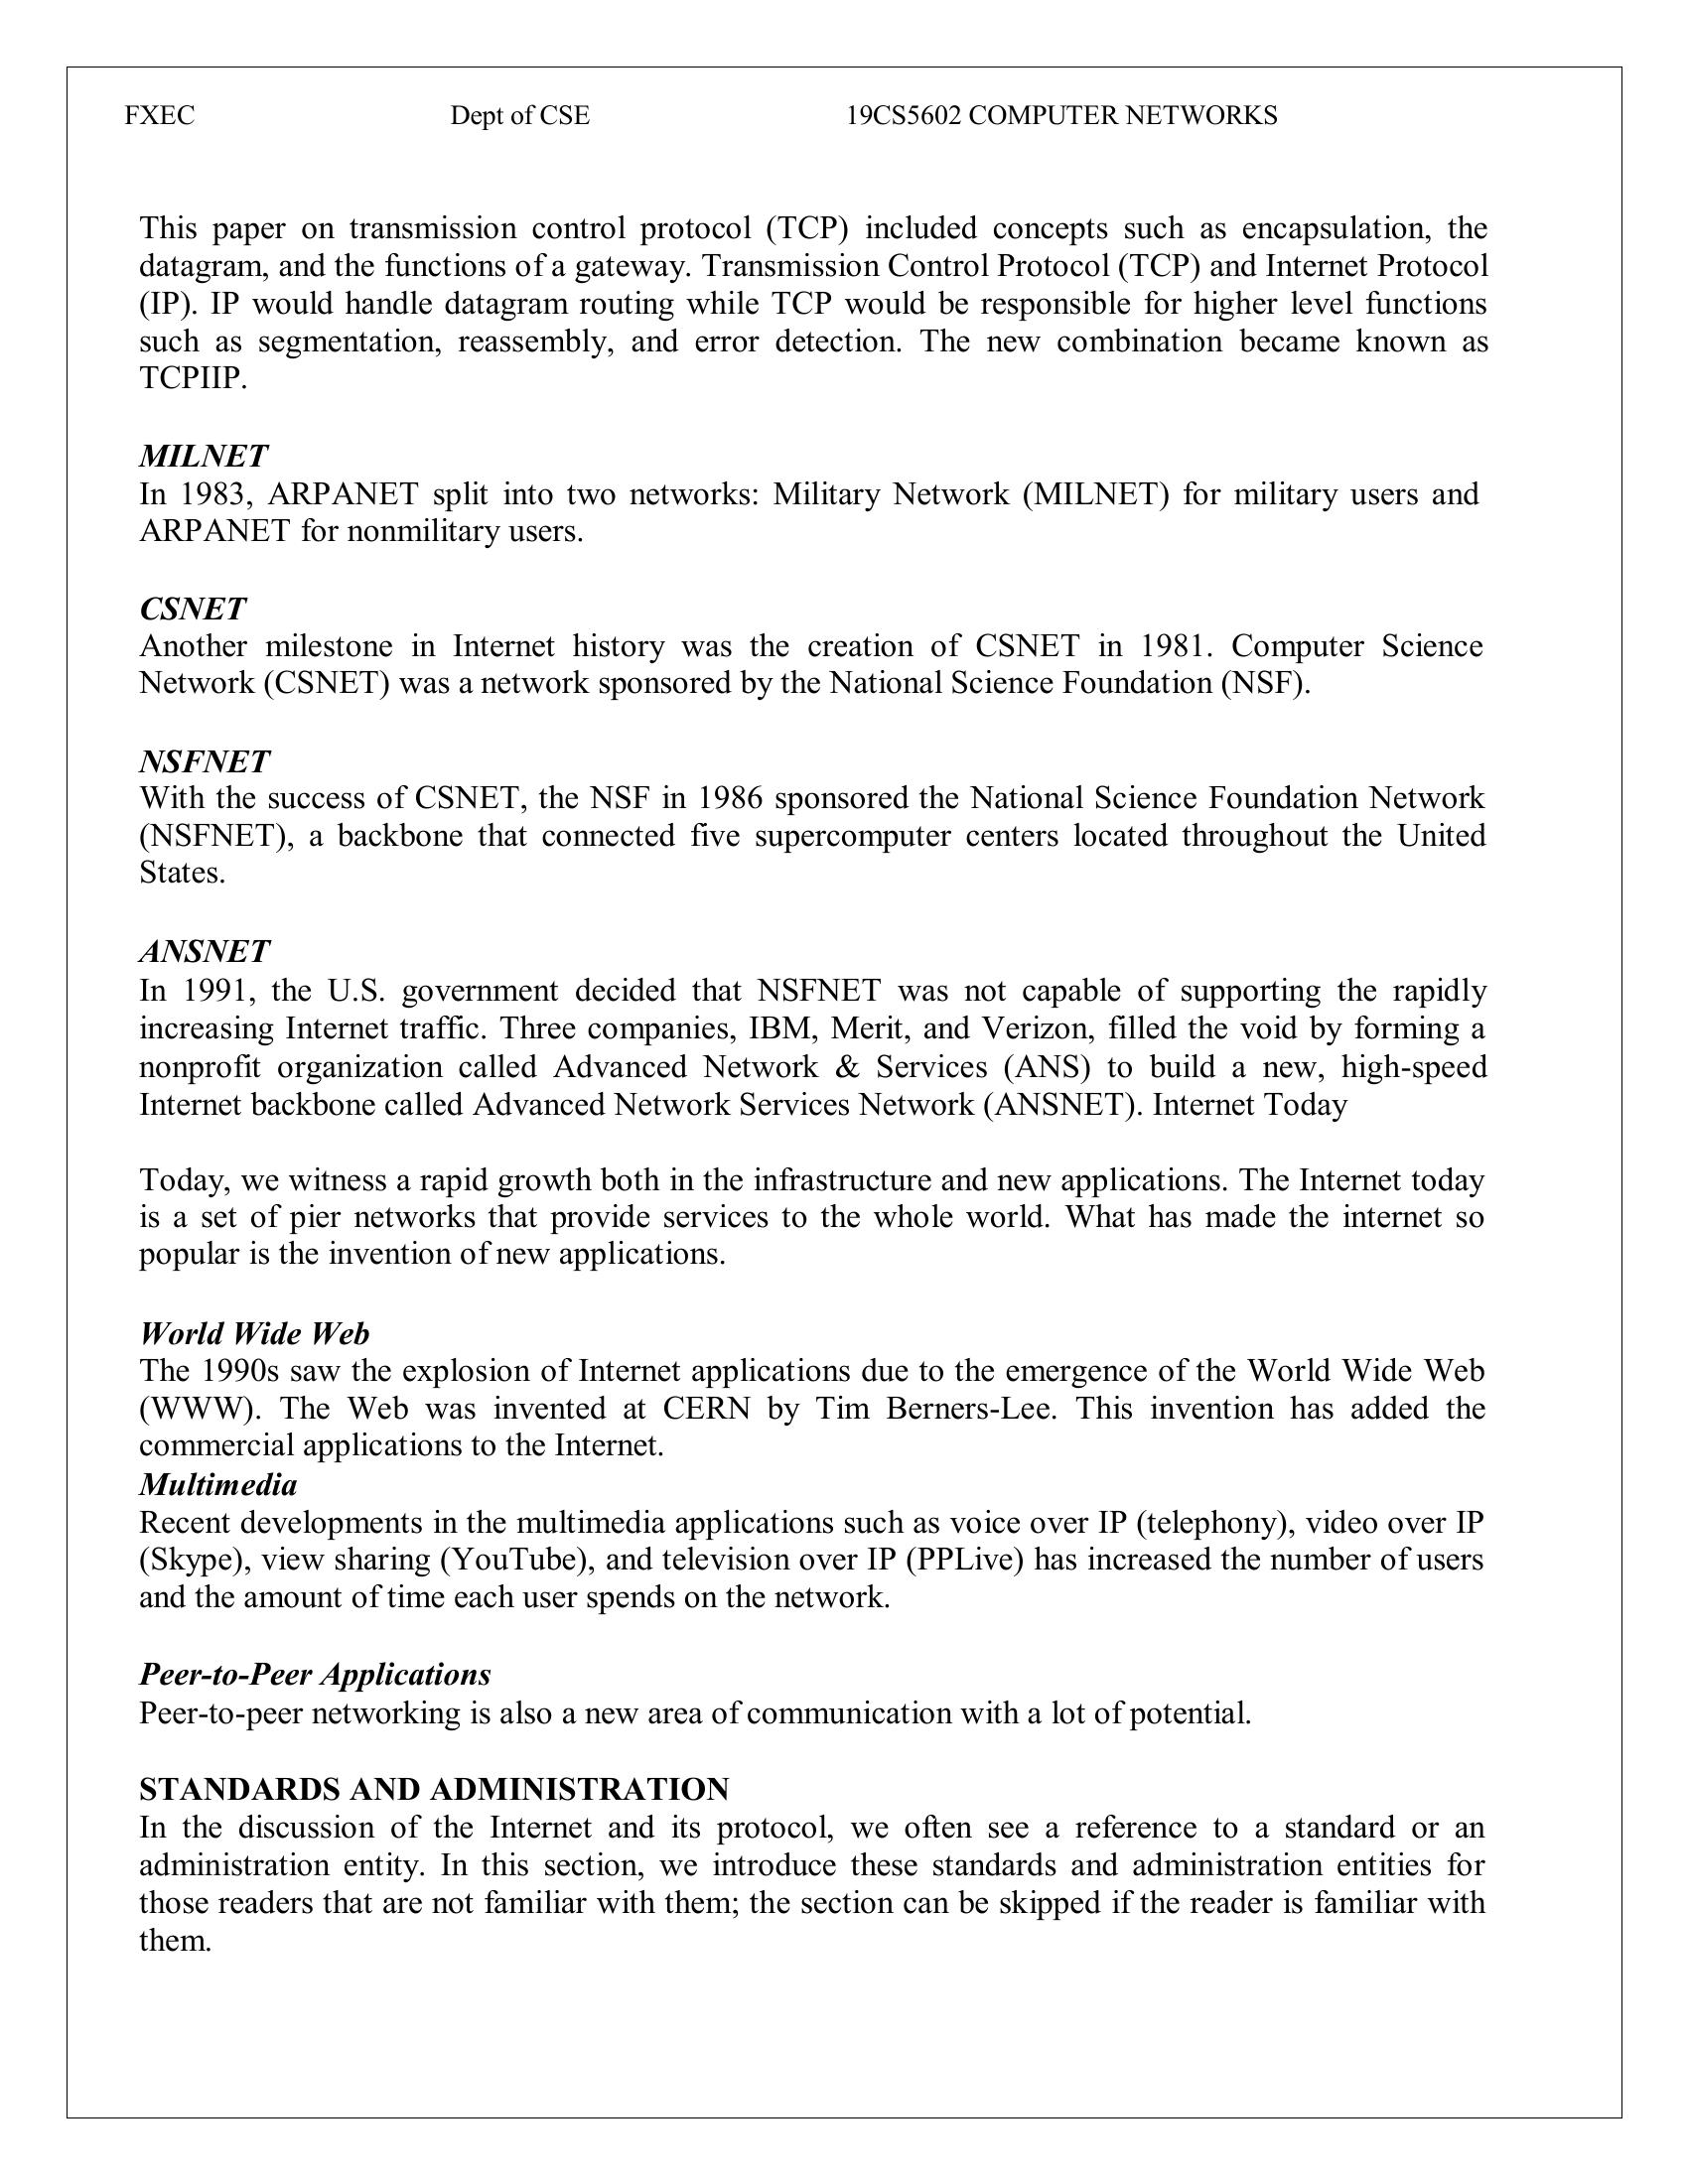 FXEC Dept of CSE 19CS5602 COMPUTER NETWORKS
This paper on transmission control protocol (TCP) included concepts such as encapsulation, the
datagram, and the functions of a gateway. Transmission Control Protocol (TCP) and Internet Protocol
(IP). IP would handle datagram routing while TCP would be responsible for higher level functions
such as segmentation, reassembly, and error detection. The new combination became known as
TCPIIP.
MILNET
In 1983, ARPANET split into two networks: Military Network (MILNET) for military users and
ARPANET for nonmilitary users.
CSNET
Another milestone in Internet history was the creation of CSNET in 1981. Computer Science
Network (CSNET) was a network sponsored by the National Science Foundation (NSF).
NSFNET
With the success of CSNET, the NSF in 1986 sponsored the National Science Foundation Network
(NSFNET), a backbone that connected five supercomputer centers located throughout the United
States.
ANSNET
In 1991, the U.S. government decided that NSFNET was not capable of supporting the rapidly
increasing Internet traffic. Three companies, IBM, Merit, and Verizon, filled the void by forming a
nonprofit organization called Advanced Network & Services (ANS) to build a new, high-speed
Internet backbone called Advanced Network Services Network (ANSNET). Internet Today
Today, we witness a rapid growth both in the infrastructure and new applications. The Internet today
is a set of pier networks that provide services to the whole world. What has made the internet so
popular is the invention of new applications.
World Wide Web
The 1990s saw the explosion of Internet applications due to the emergence of the World Wide Web
(WWW). The Web was invented at CERN by Tim Berners-Lee. This invention has added the
commercial applications to the Internet.
Multimedia
Recent developments in the multimedia applications such as voice over IP (telephony), video over IP
(Skype), view sharing (YouTube), and television over IP (PPLive) has increased the number of users
and the amount of time each user spends on the network.
Peer-to-Peer Applications
Peer-to-peer networking is also a new area of communication with a lot of potential.
STANDARDS AND ADMINISTRATION
In the discussion of the Internet and its protocol, we often see a reference to a standard or an
administration entity. In this section, we introduce these standards and administration entities for
those readers that are not familiar with them; the section can be skipped if the reader is familiar with
them.